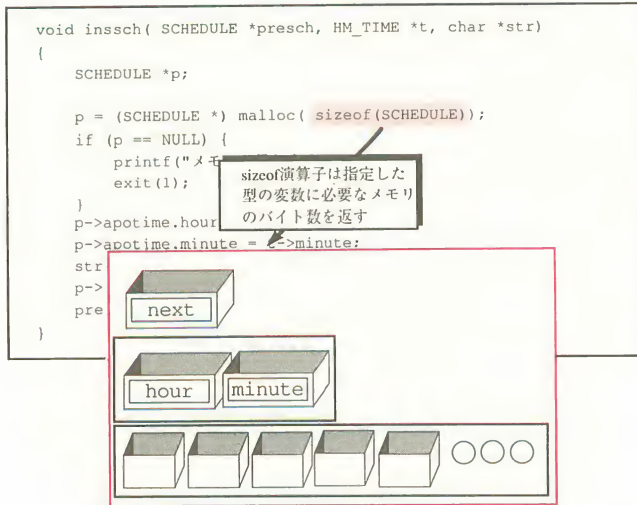 void inssch( SCHEDULE *presch, HM_TIME *t, char *str)
{
SCHEDULE *p;
p = (SCHEDULE *) malloc( sizeof(SCHEDULE));
if (p == NULL) {
printf("メモ
exit(1);
}
sizeof演算子は指定した
型の変数に必要なメモリ
のバイト数を返す
p->apotime.hour
p->apotime.minute = t->minute;
str
p->
pre
}
next
hour minute
○○○